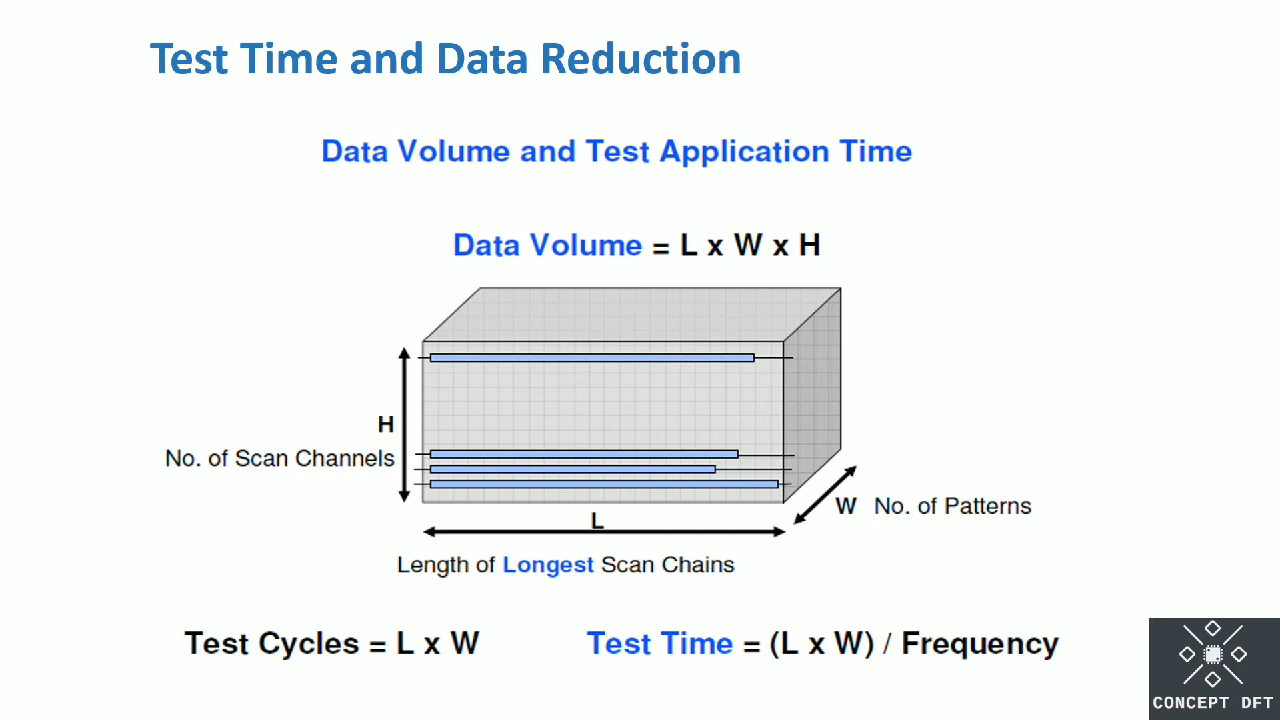 Test Time and Data Reduction
Data Volume and Test Application Time
Data Volume = L x W x H
H
No. of Scan Channels
W No. of Patterns
L
Length of Longest Scan Chains
Test Cycles = L x W
Test Time = (L x W) / Frequency
CONCEPT DFT